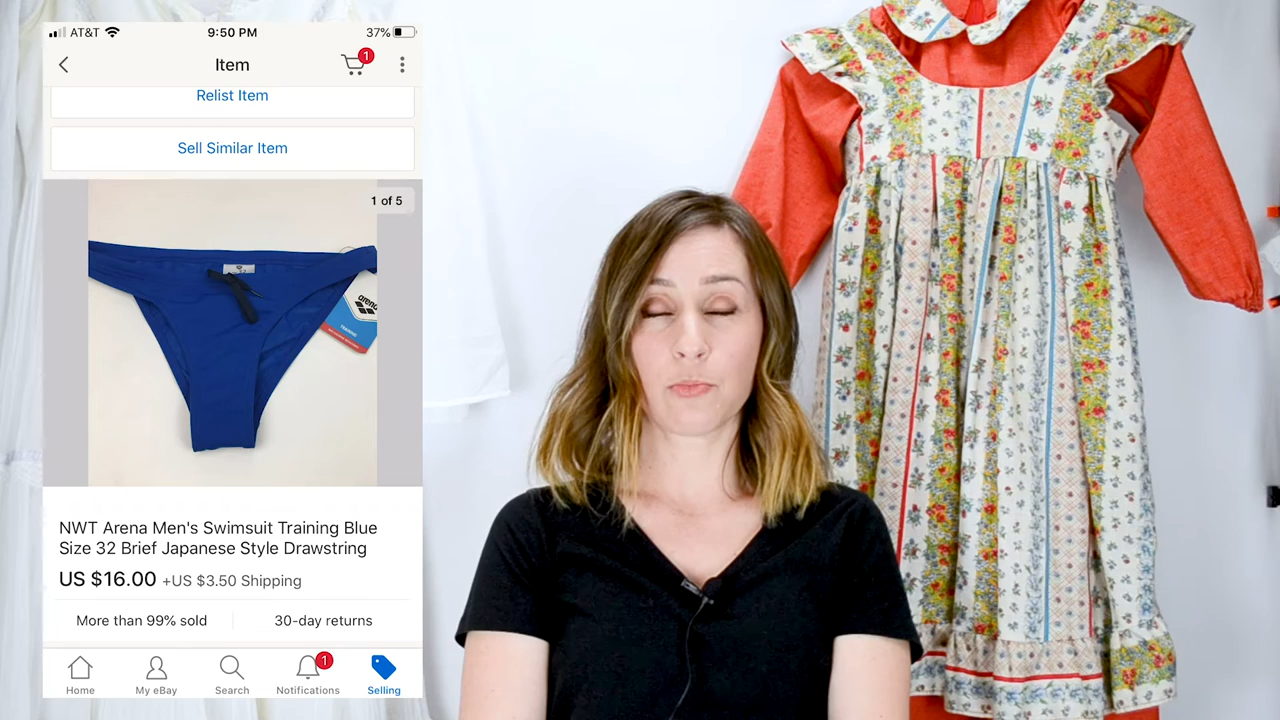 AT&T 9:50 PM 37%
Item 1
Relist Item
Sell Similar Item
1 of 5
arena
TRAINING
NWT Arena Men's Swimsuit Training Blue
Size 32 Brief Japanese Style Drawstring
US $16.00 +US $3.50 Shipping
More than 99% sold 30-day returns
1
Home My eBay Search Notifications Selling